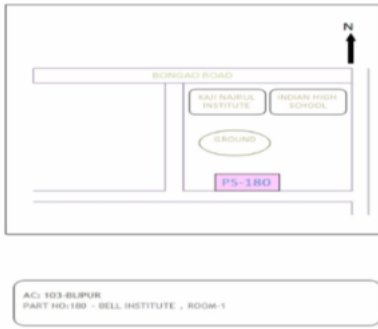 N
BONGAO ROAD
KAJI NAJRUL
INSTITUTE
INDIAN HIGH
SCHOOL
GROUND
PS-180
AC: 103-BIJPUR
PART NO:180 - BELL INSTITUTE , ROOM-1